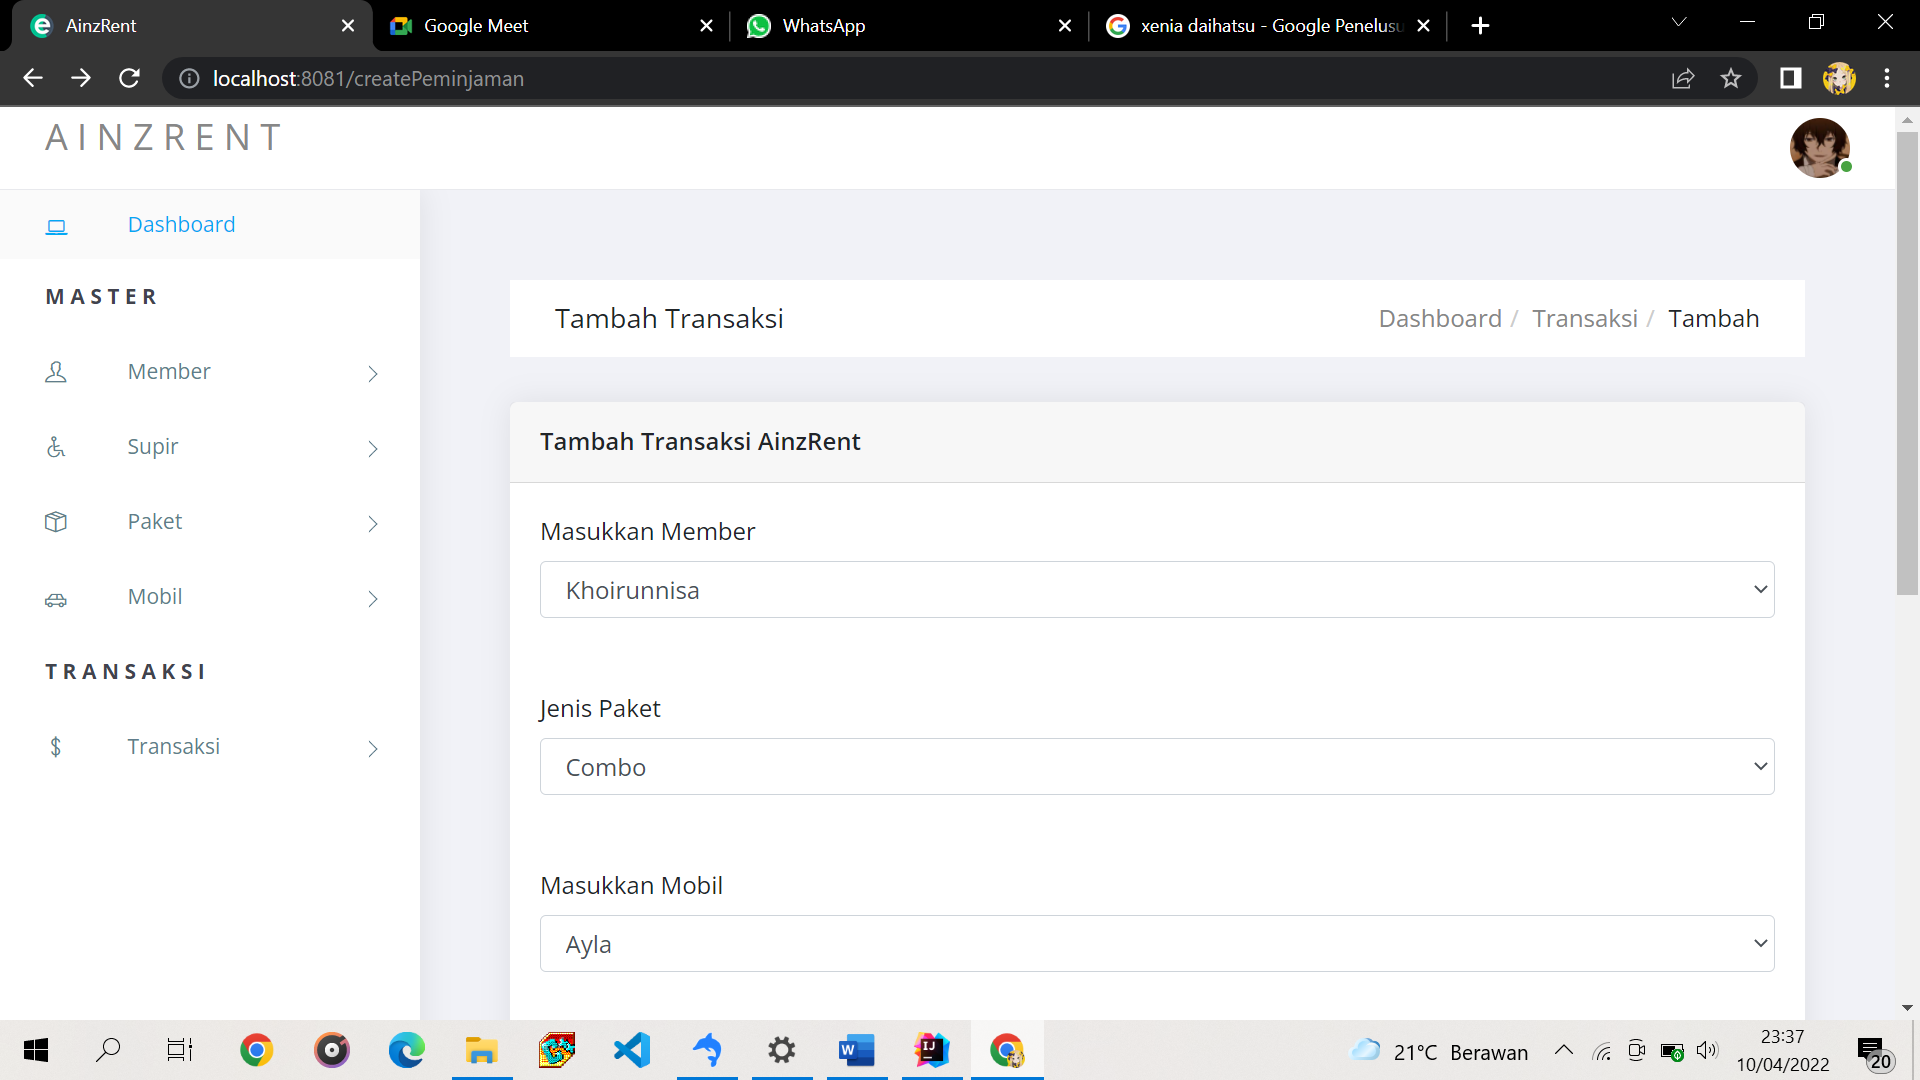 AinzRent
Google Meet
WhatsApp
xenia daihatsu - Google Penelusu
localhost:8081/createPeminjaman
AINZRENT
Dashboard
MASTER
Member
Supir
Paket
Mobil
TRANSAKSI
Transaksi
Tambah Transaksi
Dashboard / Transaksi / Tambah
Tambah Transaksi AinzRent
Masukkan Member
Khoirunnisa
Jenis Paket
Combo
Masukkan Mobil
Ayla
21°C Berawan
23:37
10/04/2022
20